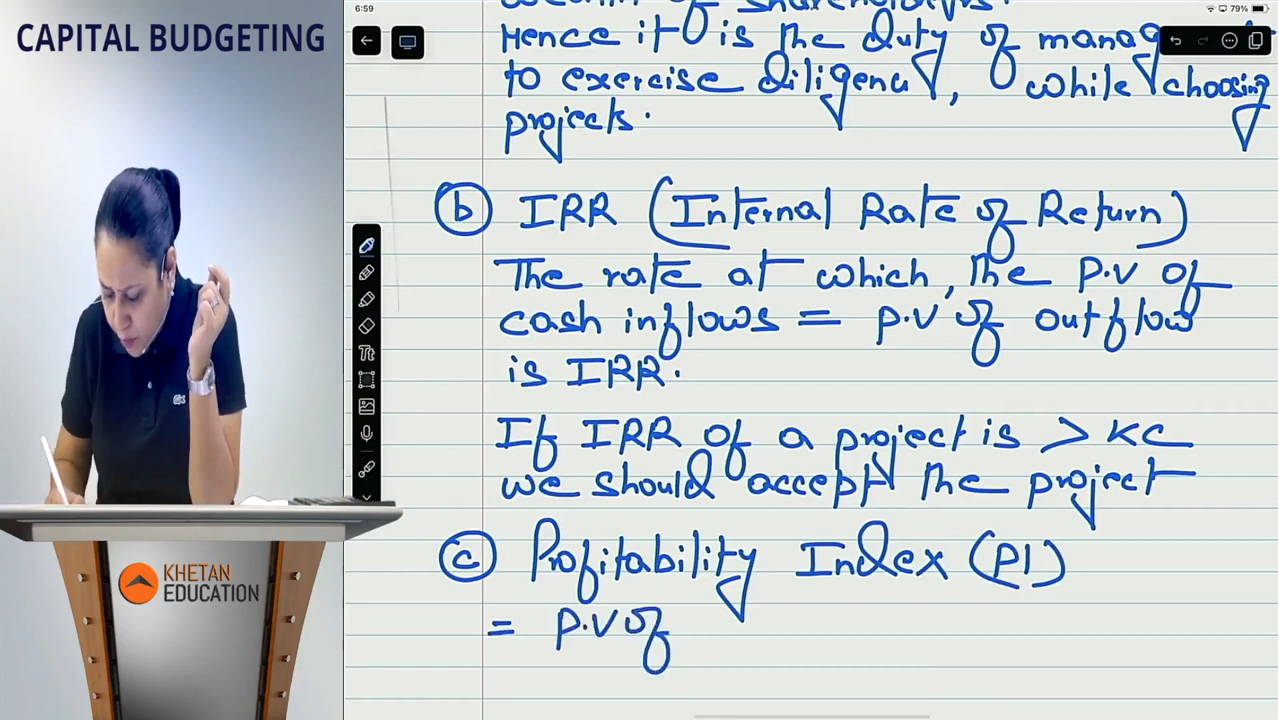 CAPITAL BUDGETING
6:59
79%
Hence it is the duty of
to exercise diligence, while choosing
projects.
(b) IRR (Internal Rate of Return)
The rate at which, the P.V of
cash inflows = P.V of outflow
is IRR.
If IRR of a project is > KC
we should accept the project
(c) Profitability Index (PI)
= P.V of
Tt
KHETAN
EDUCATION